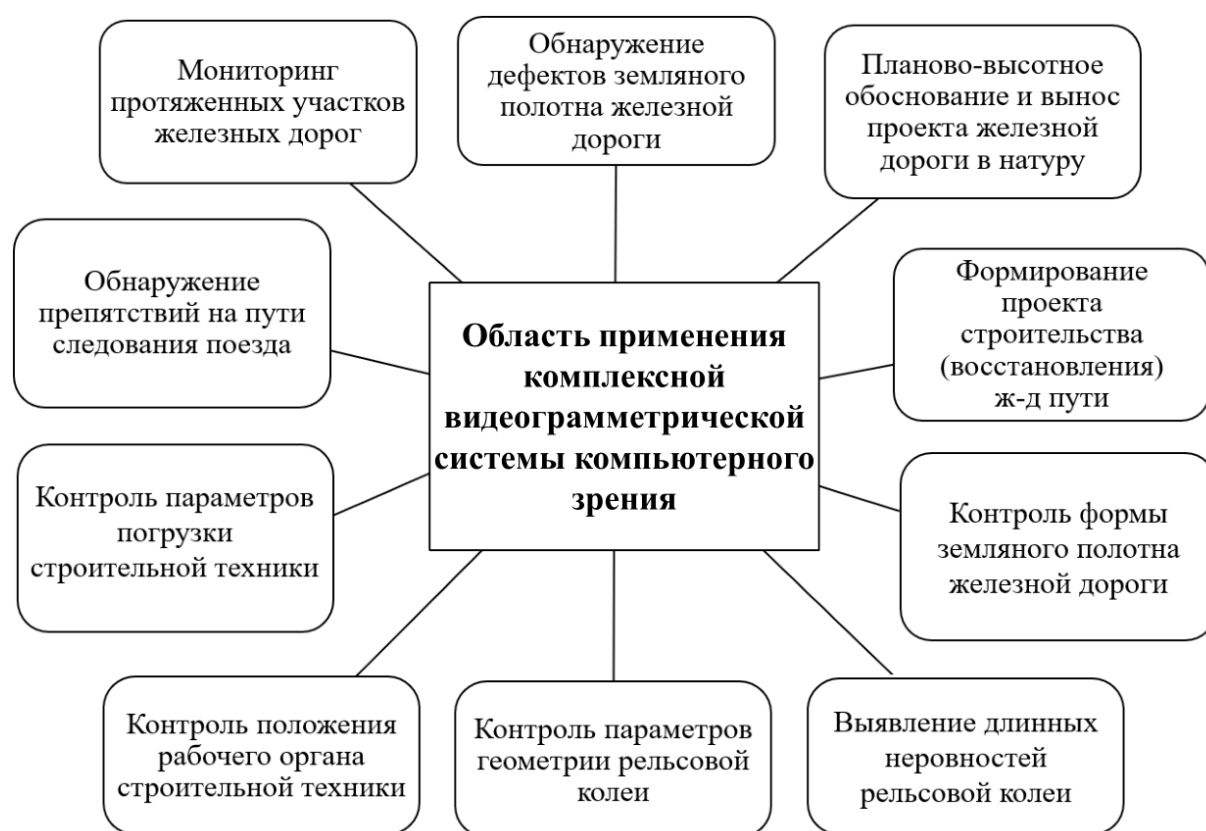 Мониторинг
протяженных участков
железных дорог
Обнаружение
дефектов земляного
полотна железной
дороги
Планово-высотное
обоснование и вынос
проекта железной
дороги в натуру
Обнаружение
препятствий на пути
следования поезда
Область применения
комплексной
видеограмметрической
системы компьютерного
зрения
Формирование
проекта
строительства
(восстановления)
ж-д пути
Контроль параметров
погрузки
строительной техники
Контроль формы
земляного полотна
железной дороги
Контроль положения
рабочего органа
строительной техники
Контроль параметров
геометрии рельсовой
колеи
Выявление длинных
неровностей
рельсовой колеи